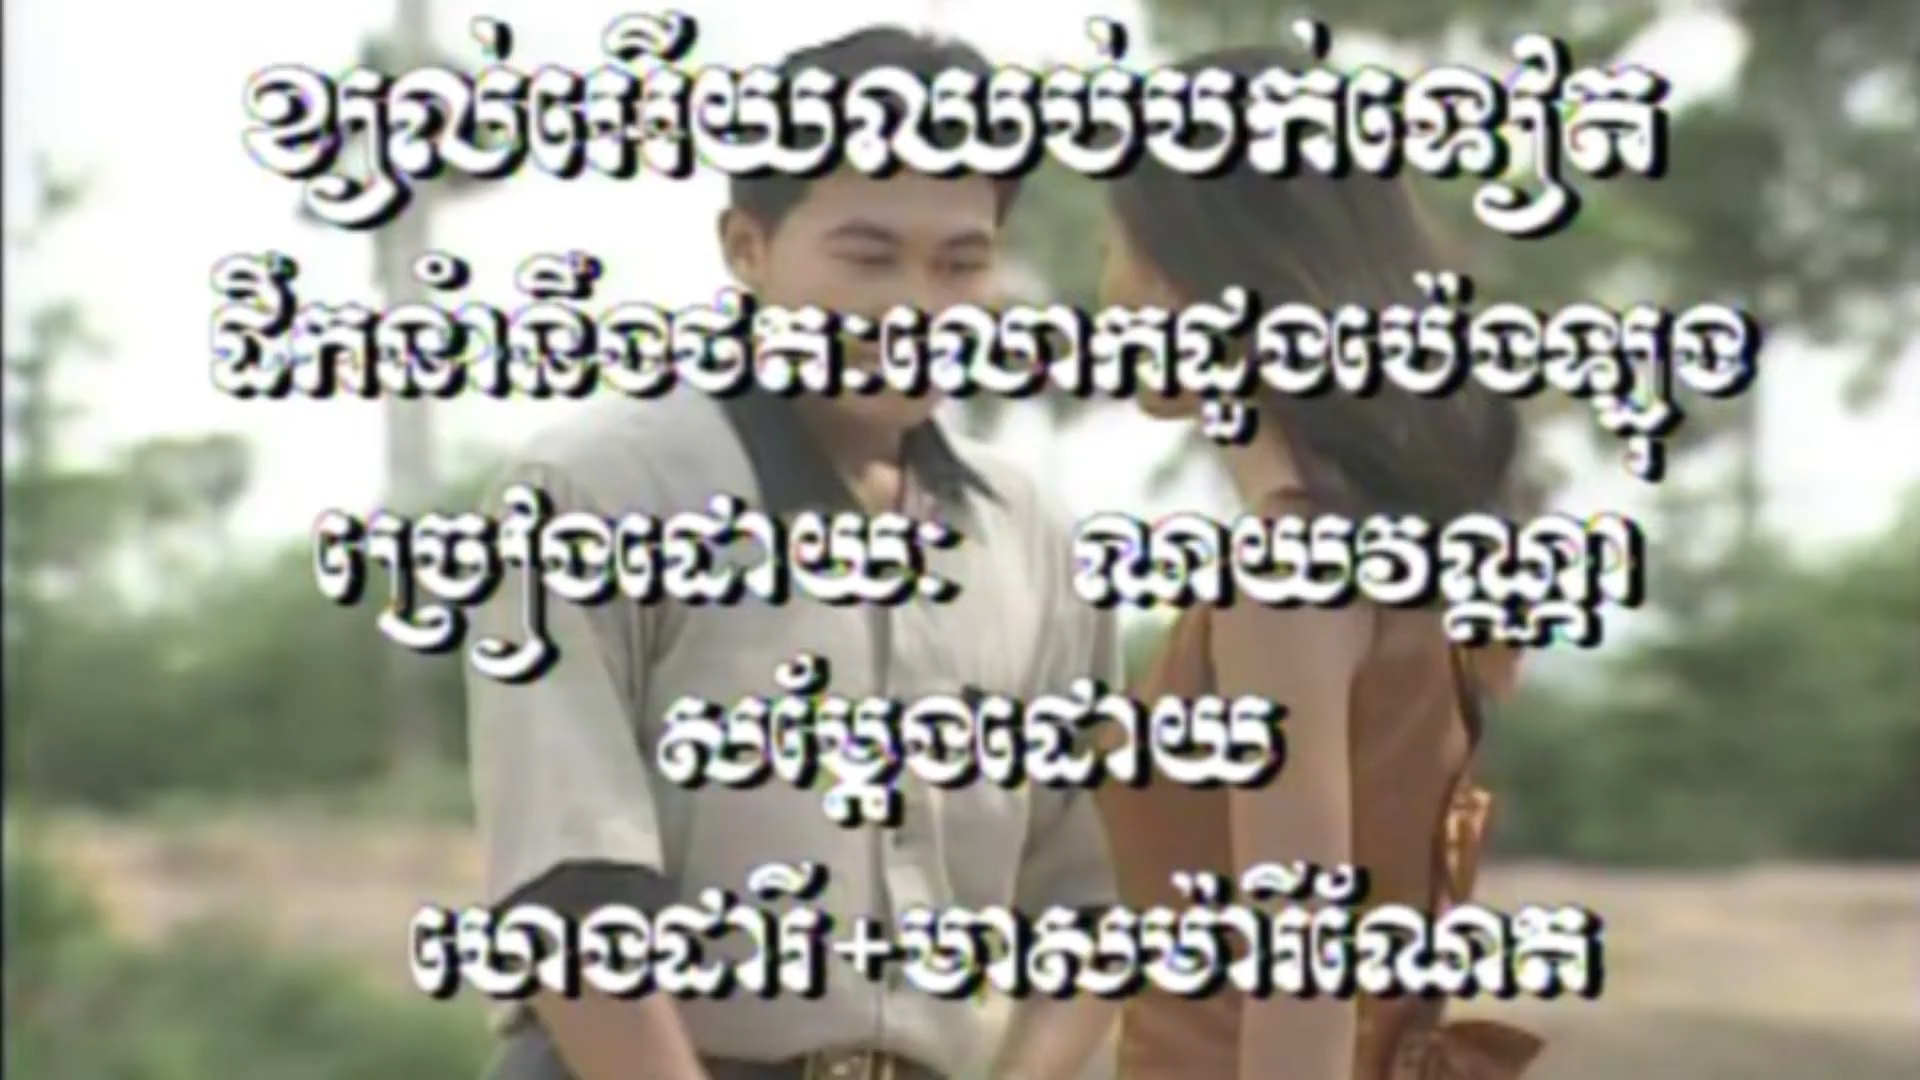 ខ្យល់អើយឈប់បក់ទៀត
ដឹកនាំនឹងថតៈលោកដួងប៉េងឡុង
ច្រៀងដោយៈ ណយវណ្ណា
សម្ដែងដោយ
ហេងដារី+មាសម៉ារីណែត